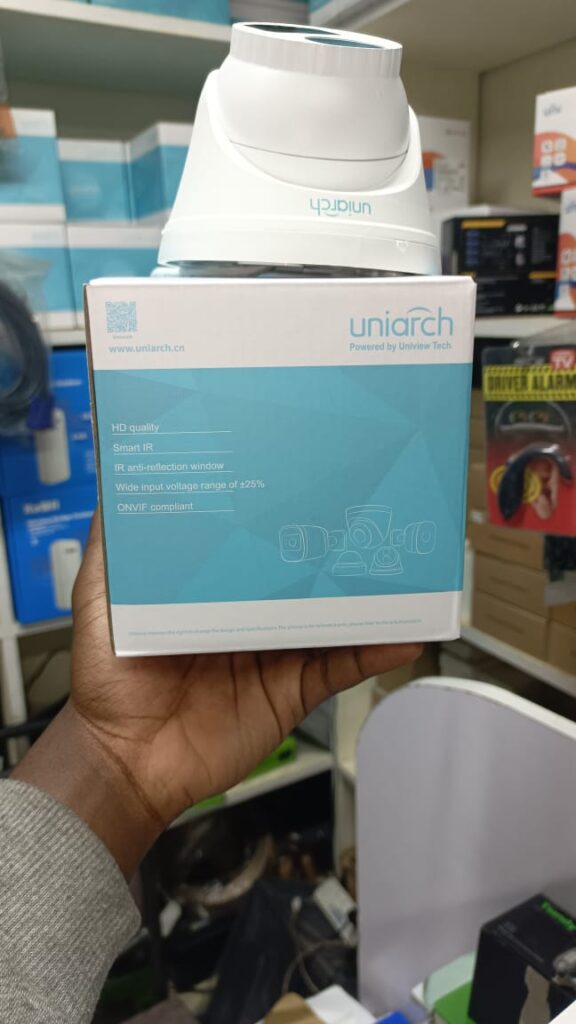 uniarch
uniarch
Powered by Uniview Tech.
www.uniarch.cn
HD quality
Smart IR
IR anti-reflection window
Wide input voltage range of ±25%
ONVIF compliant
TV
DRIVER ALARM